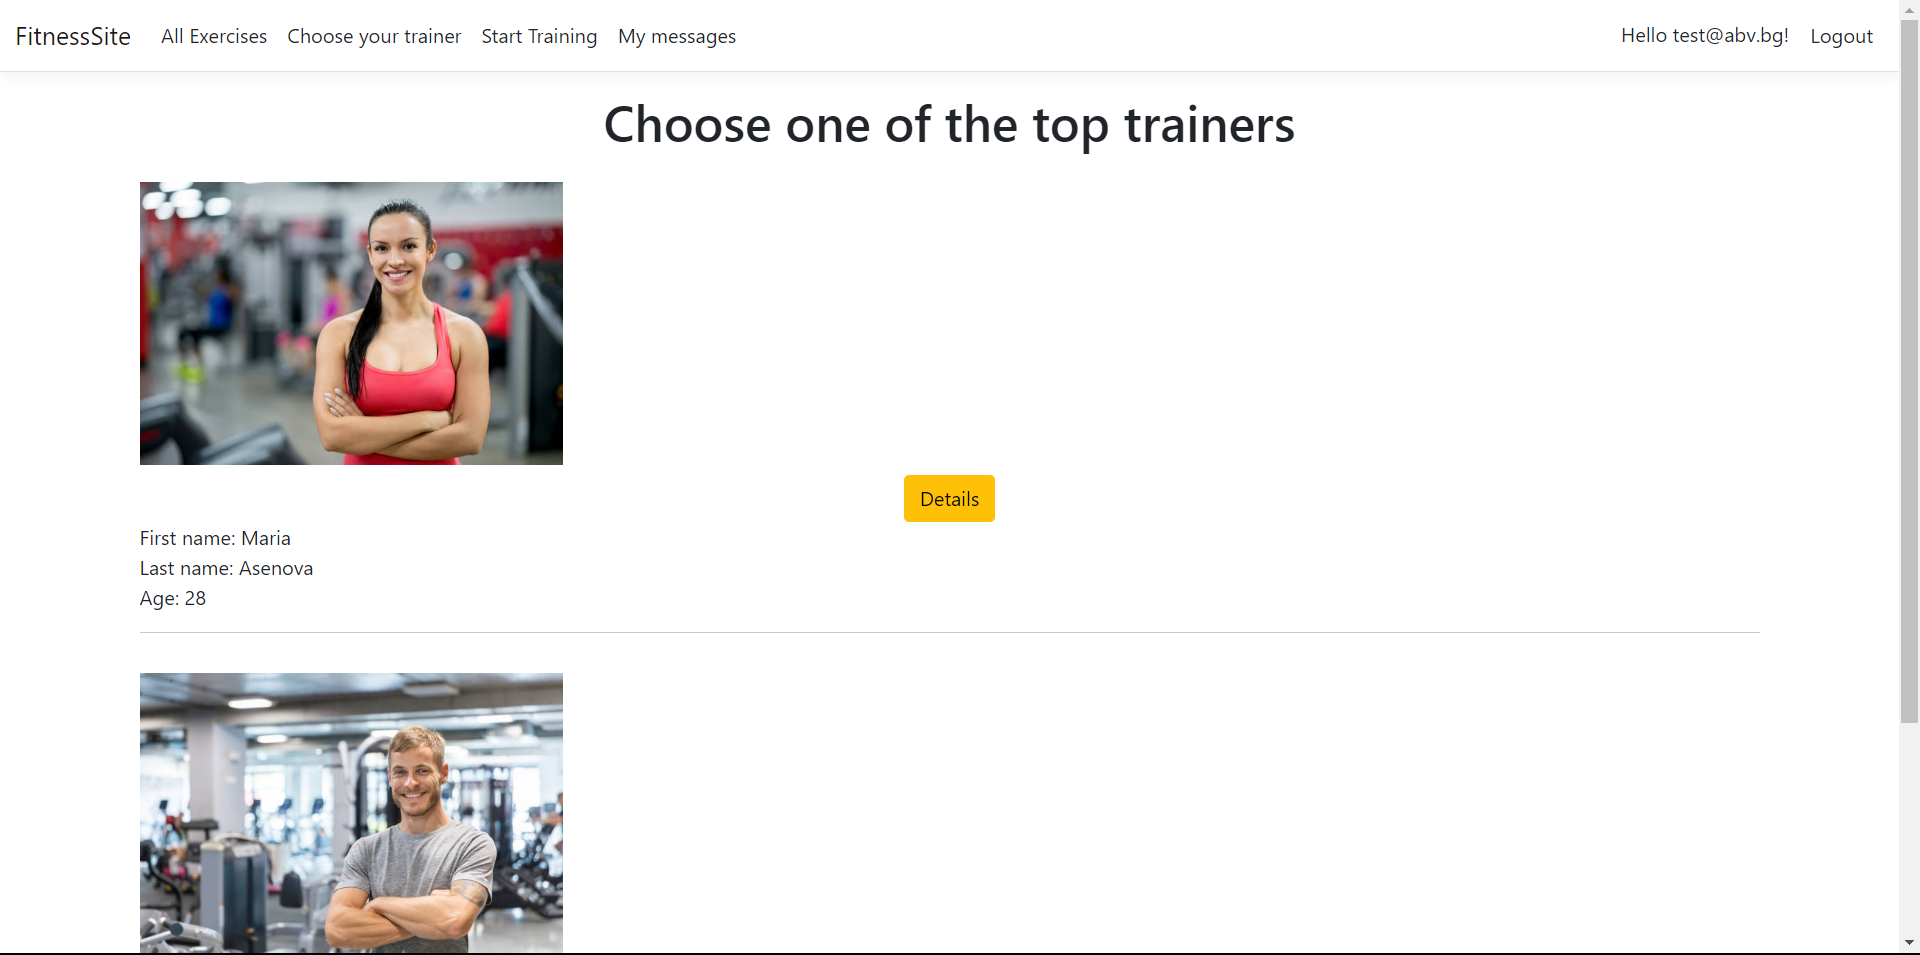 FitnessSite All Exercises Choose your trainer Start Training My messages Hello test@abv.bg! Logout
Choose one of the top trainers
Details
First name: Maria
Last name: Asenova
Age: 28